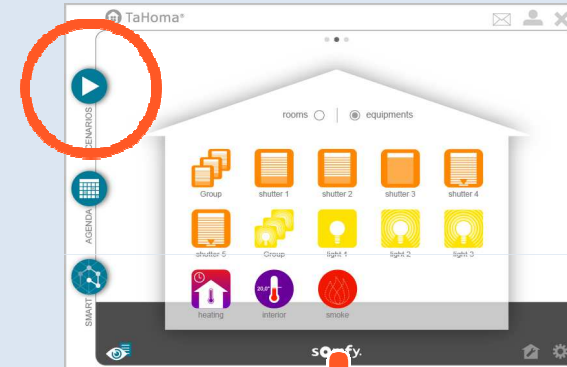 TaHoma®
rooms
equipments
Group
shutter 1
shutter 2
shutter 3
shutter 4
shutter 5
Group
light 1
light 2
light 3
20,0°
heating
interior
smoke
SCENARIOS
AGENDA
SMART
somfy.